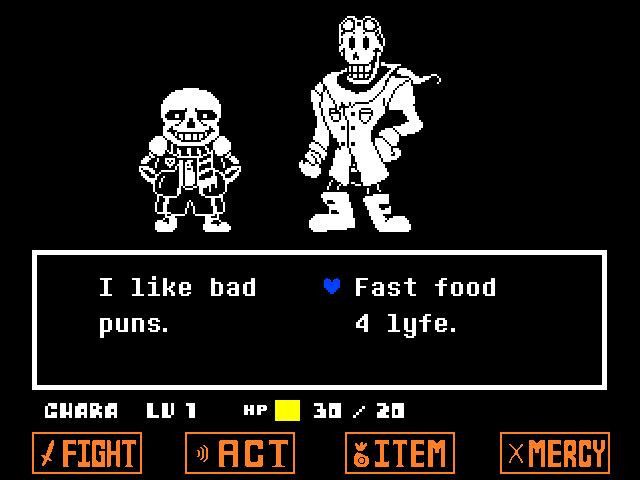 I like bad puns.
Fast food 4 lyfe.
CHARA LV 1 HP 30 / 20
FIGHT ACT ITEM MERCY